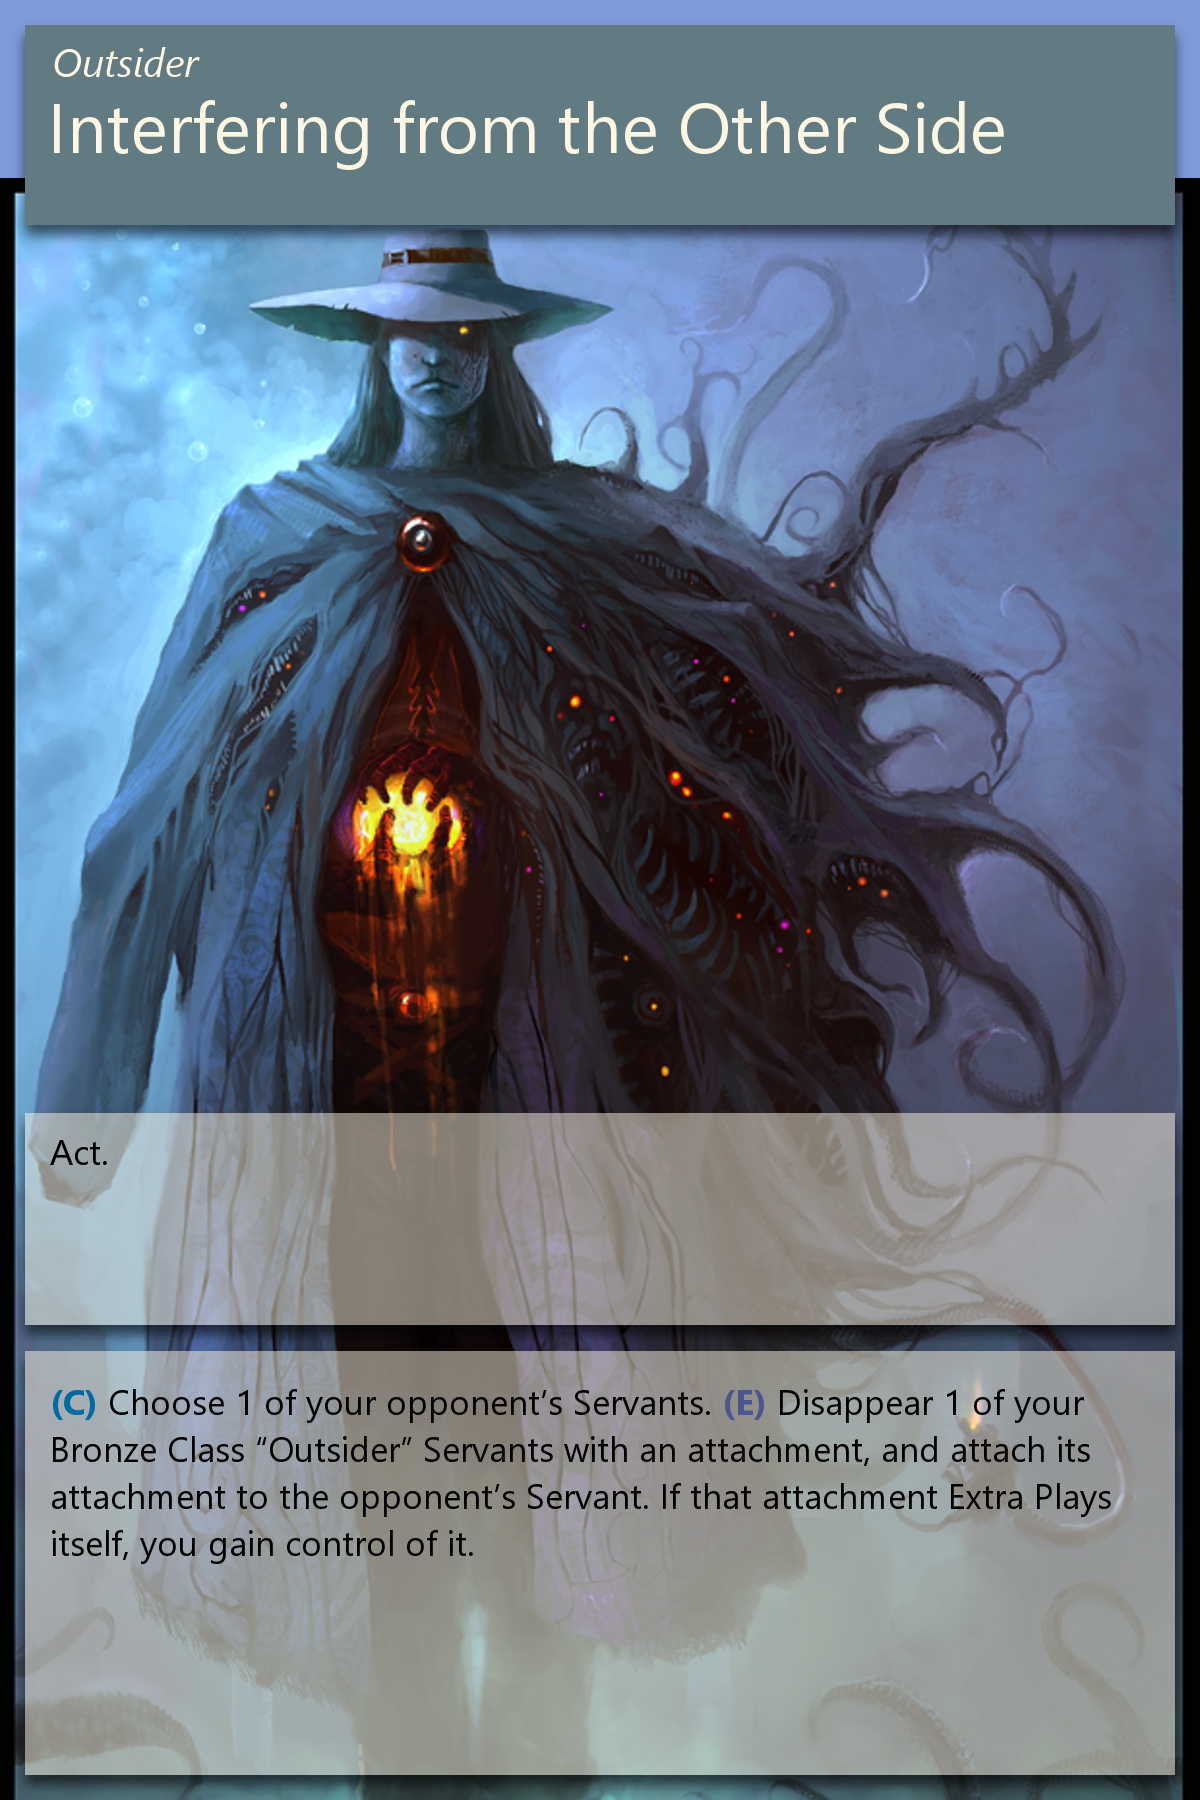 Outsider
Interfering from the Other Side
Act.
(C) Choose 1 of your opponent’s Servants. (E) Disappear 1 of your
Bronze Class “Outsider” Servants with an attachment, and attach its
attachment to the opponent’s Servant. If that attachment Extra Plays
itself, you gain control of it.